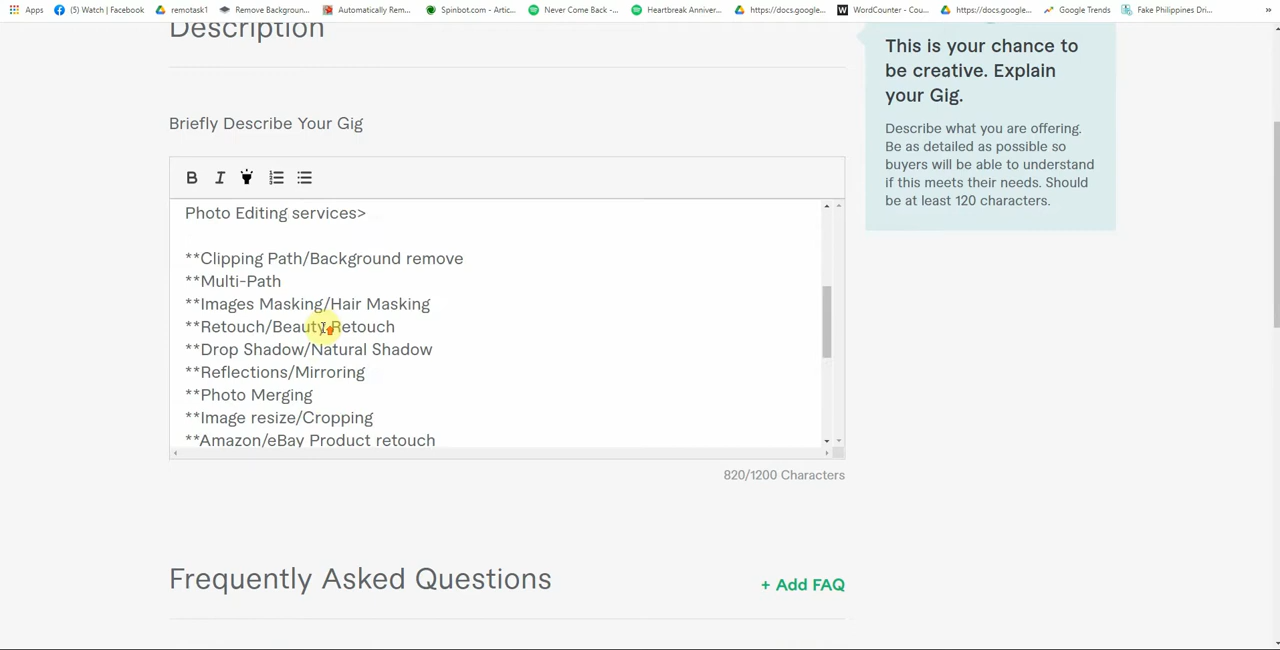 Apps
(5) Watch | Facebook
remotask1
Remove Backgroun...
Automatically Rem...
Spinbot.com - Artic...
Never Come Back -...
Heartbreak Anniver...
https://docs.google...
WordCounter - Cou...
https://docs.google...
Google Trends
Fake Philippines Dri...
»
Description
Briefly Describe Your Gig
B I
Photo Editing services>
**Clipping Path/Background remove
**Multi-Path
**Images Masking/Hair Masking
**Retouch/Beauty Retouch
**Drop Shadow/Natural Shadow
**Reflections/Mirroring
**Photo Merging
**Image resize/Cropping
**Amazon/eBay Product retouch
820/1200 Characters
Frequently Asked Questions
+ Add FAQ
This is your chance to
be creative. Explain
your Gig.
Describe what you are offering.
Be as detailed as possible so
buyers will be able to understand
if this meets their needs. Should
be at least 120 characters.